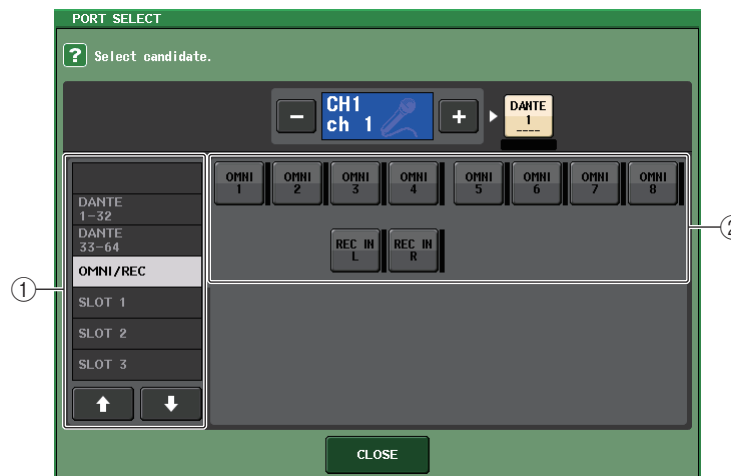 PORT SELECT
? Select candidate.
−
CH1
ch 1
+
DANTE
1
----
DANTE
1-32
DANTE
33-64
OMNI/REC
SLOT 1
SLOT 2
SLOT 3
OMNI
1
OMNI
2
OMNI
3
OMNI
4
OMNI
5
OMNI
6
OMNI
7
OMNI
8
REC IN
L
REC IN
R
CLOSE
1
2